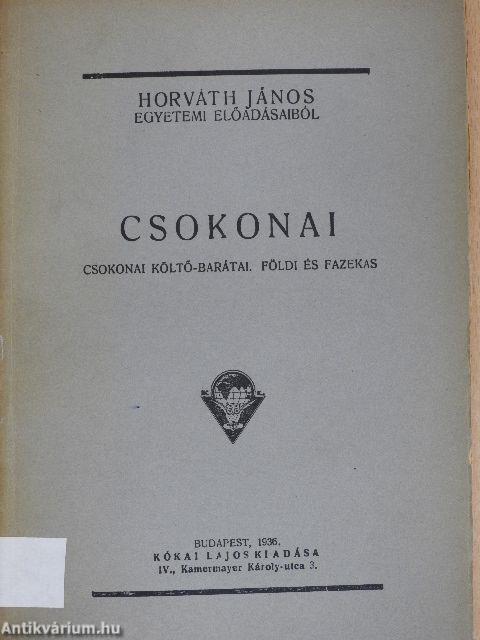 HORVÁTH JÁNOS
EGYETEMI ELŐADÁSAIBÓL
CSOKONAI
CSOKONAI KÖLTŐ-BARÁTAI. FÖLDI ÉS FAZEKAS
BUDAPEST, 1936.
KÓKAI LAJOS KIADÁSA
IV., Kamermayer Károly-utca 3.
Antikvárium.hu